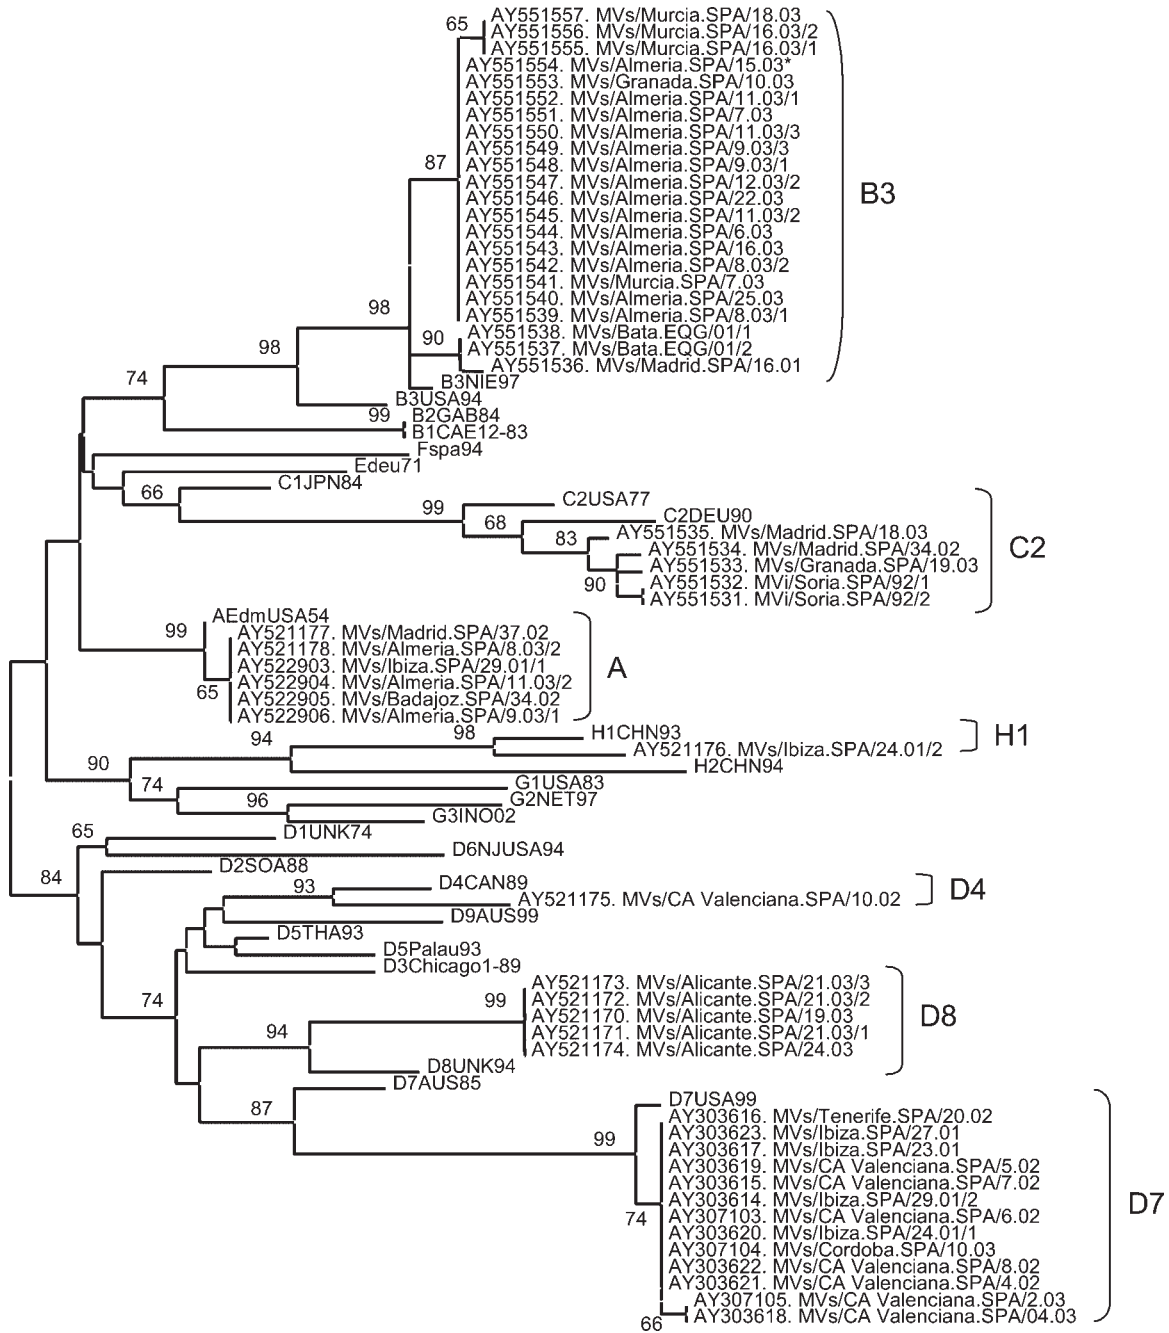 AY551557. MVs/Murcia.SPA/18.03
65
AY551556. MVs/Murcia.SPA/16.03/2
AY551555. MVs/Murcia.SPA/16.03/1
AY551554. MVs/Almeria.SPA/15.03*
AY551553. MVs/Granada.SPA/10.03
AY551552. MVs/Almeria.SPA/11.03/1
AY551551. MVs/Almeria.SPA/7.03
AY551550. MVs/Almeria.SPA/11.03/3
AY551549. MVs/Almeria.SPA/9.03/3
87
AY551548. MVs/Almeria.SPA/9.03/1
AY551547. MVs/Almeria.SPA/12.03/2
B3
AY551546. MVs/Almeria.SPA/22.03
AY551545. MVs/Almeria.SPA/11.03/2
AY551544. MVs/Almeria.SPA/6.03
AY551543. MVs/Almeria.SPA/16.03
AY551542. MVs/Almeria.SPA/8.03/2
AY551541. MVs/Murcia.SPA/7.03
AY551540. MVs/Almeria.SPA/25.03
98
AY551539. MVs/Almeria.SPA/8.03/1
AY551538. MVs/Bata.EQG/01/1
90
98
AY551537. MVs/Bata.EQG/01/2
AY551536. MVs/Madrid.SPA/16.01
74
B3NIE97
B3USA94
99
B2GAB84
B1CAE12-83
Fspa94
Edeu71
C1JPN84
66
C2USA77
99
C2DEU90
68
AY551535. MVs/Madrid.SPA/18.03
83
AY551534. MVs/Madrid.SPA/34.02
C2
AY551533. MVs/Granada.SPA/19.03
90
AY551532. MVi/Soria.SPA/92/1
AY551531. MVi/Soria.SPA/92/2
AEdmUSA54
99
AY521177. MVs/Madrid.SPA/37.02
AY521178. MVs/Almeria.SPA/8.03/2
AY522903. MVs/Ibiza.SPA/29.01/1
A
AY522904. MVs/Almeria.SPA/11.03/2
65
AY522905. MVs/Badajoz.SPA/34.02
AY522906. MVs/Almeria.SPA/9.03/1
98
H1CHN93
H1
94
AY521176. MVs/Ibiza.SPA/24.01/2
90
H2CHN94
74
G1USA83
96
G2NET97
G3INO02
65
D1UNK74
D6NJUSA94
D2SOA88
84
93
D4CAN89
D4
AY521175. MVs/CA Valenciana.SPA/10.02
D9AUS99
D5THA93
D5Palau93
D3Chicago1-89
AY521173. MVs/Alicante.SPA/21.03/3
74
99
AY521172. MVs/Alicante.SPA/21.03/2
AY521170. MVs/Alicante.SPA/19.03
D8
94
AY521171. MVs/Alicante.SPA/21.03/1
AY521174. MVs/Alicante.SPA/24.03
D8UNK94
D7AUS85
87
D7USA99
AY303616. MVs/Tenerife.SPA/20.02
99
AY303623. MVs/Ibiza.SPA/27.01
AY303617. MVs/Ibiza.SPA/23.01
AY303619. MVs/CA Valenciana.SPA/5.02
AY303615. MVs/CA Valenciana.SPA/7.02
AY303614. MVs/Ibiza.SPA/29.01/2
D7
74
AY307103. MVs/CA Valenciana.SPA/6.02
AY303620. MVs/Ibiza.SPA/24.01/1
AY307104. MVs/Cordoba.SPA/10.03
AY303622. MVs/CA Valenciana.SPA/8.02
AY303621. MVs/CA Valenciana.SPA/4.02
AY307105. MVs/CA Valenciana.SPA/2.03
66
AY303618. MVs/CA Valenciana.SPA/04.03